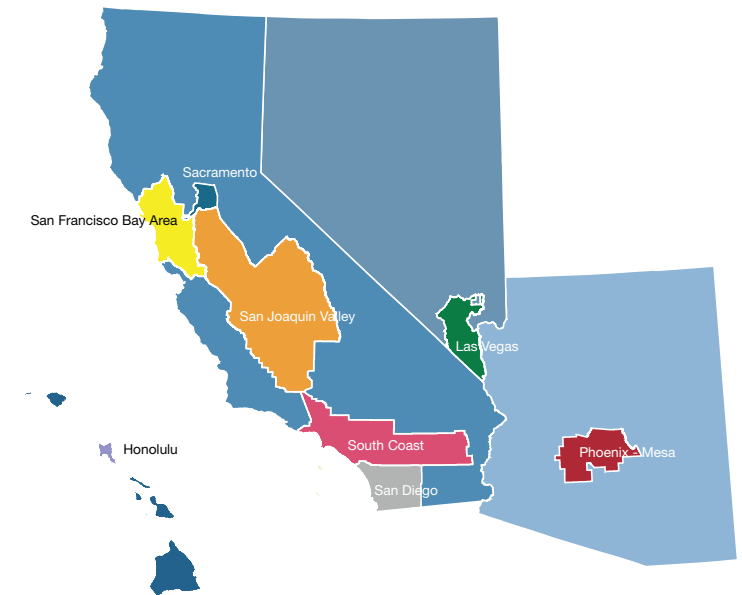 Sacramento
San Francisco Bay Area
San Joaquin Valley
Las Vegas
South Coast
Honolulu
Phoenix - Mesa
San Diego